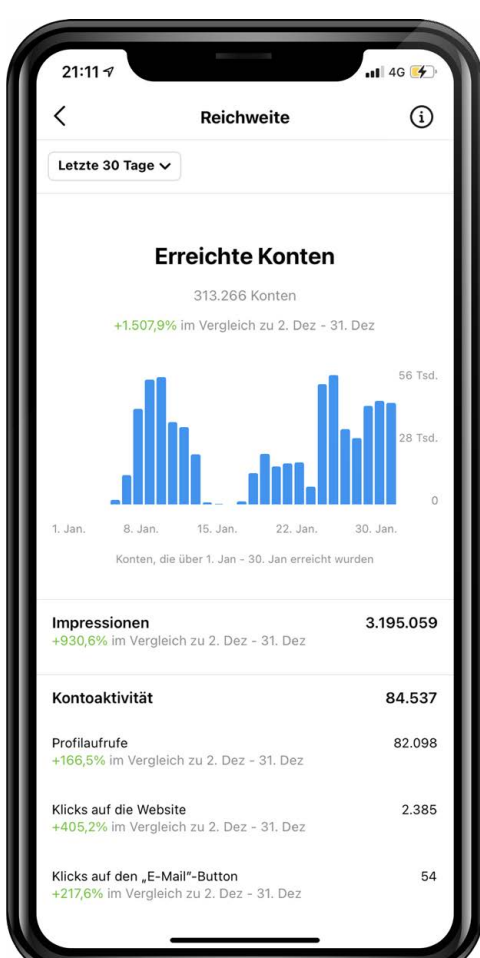 21:11
4G
Reichweite
Letzte 30 Tage
Erreichte Konten
313.266 Konten
+1.507,9% im Vergleich zu 2. Dez - 31. Dez
56 Tsd.
28 Tsd.
0
1. Jan. 8. Jan. 15. Jan. 22. Jan. 30. Jan.
Konten, die über 1. Jan - 30. Jan erreicht wurden
Impressionen 3.195.059
+930,6% im Vergleich zu 2. Dez - 31. Dez
Kontoaktivität 84.537
Profilaufrufe 82.098
+166,5% im Vergleich zu 2. Dez - 31. Dez
Klicks auf die Website 2.385
+405,2% im Vergleich zu 2. Dez - 31. Dez
Klicks auf den „E-Mail"-Button 54
+217,6% im Vergleich zu 2. Dez - 31. Dez